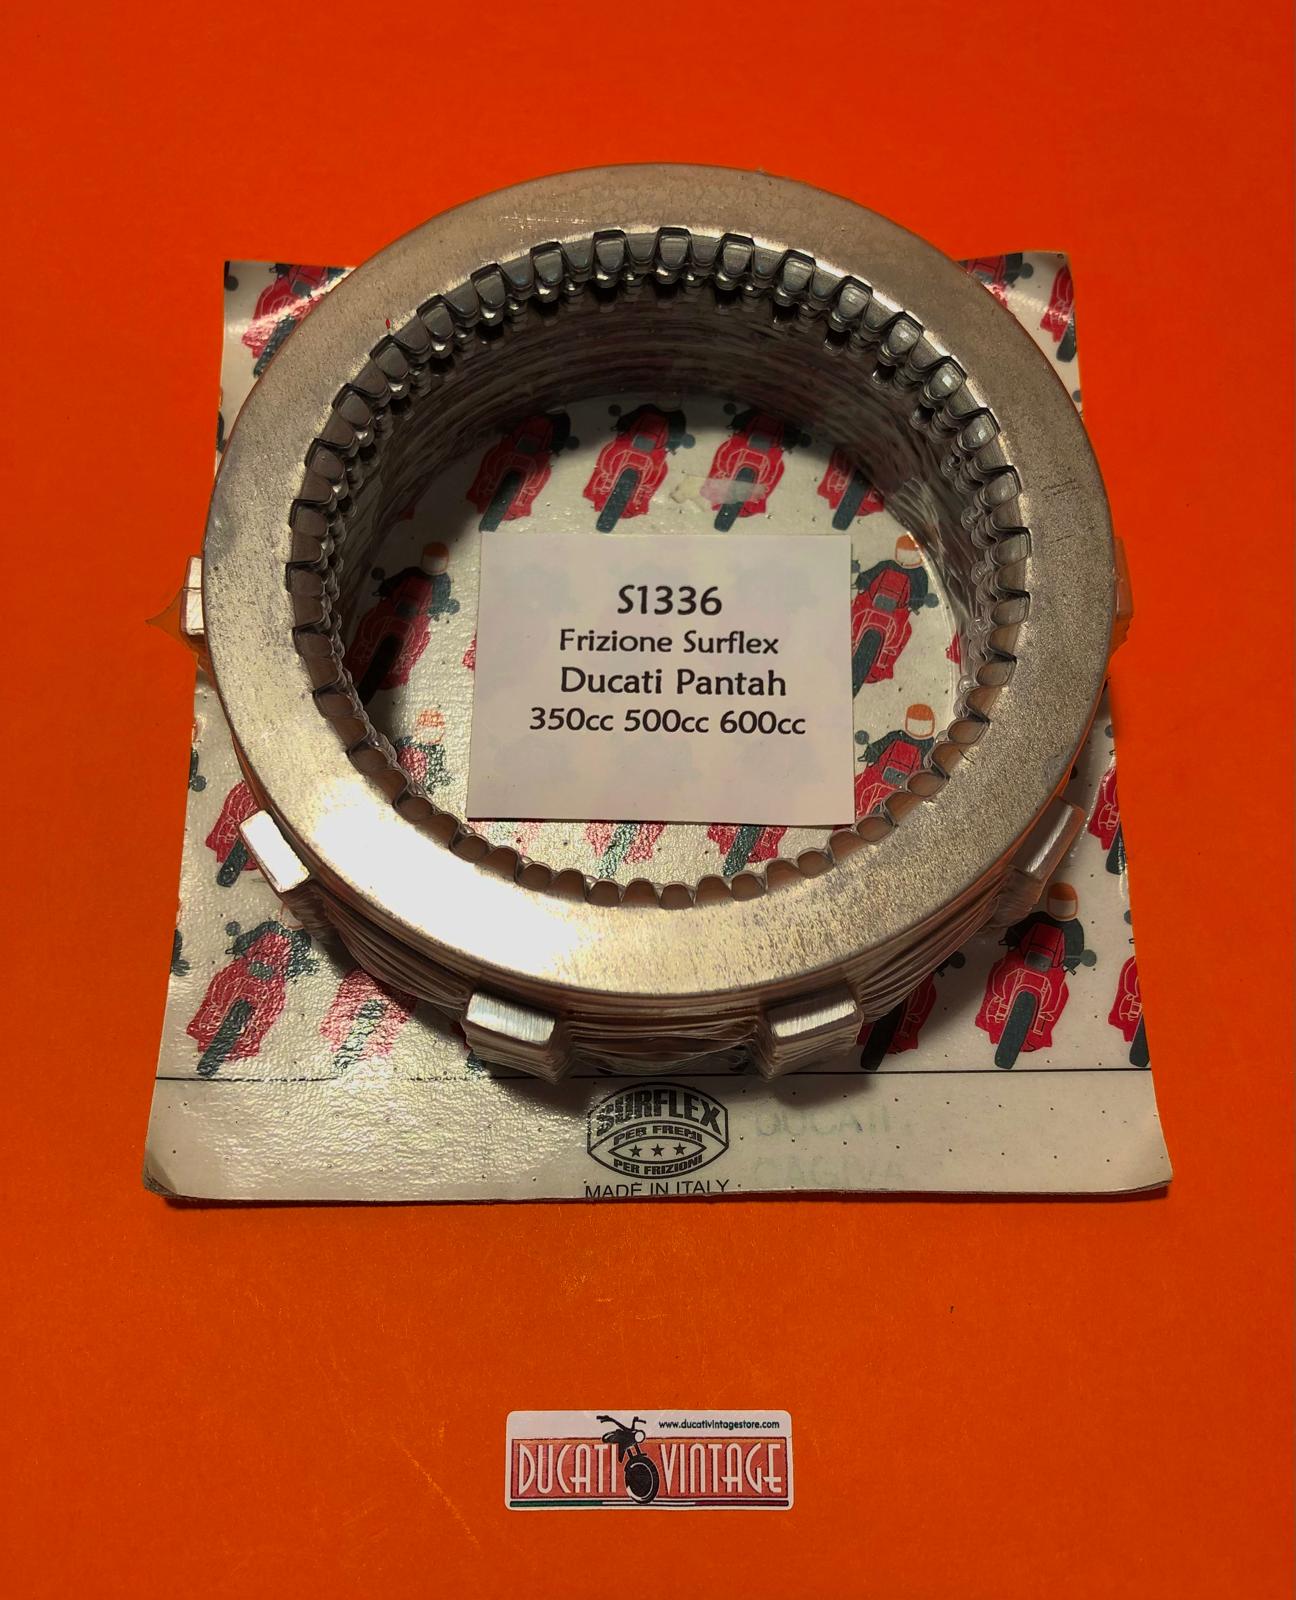 S1336
Frizione Surflex
Ducati Pantah
350cc 500cc 600cc
SURFLEX
PER FRENI
PER FRIZIONI
MADE IN ITALY
www.ducativintagestore.com
DUCATI VINTAGE